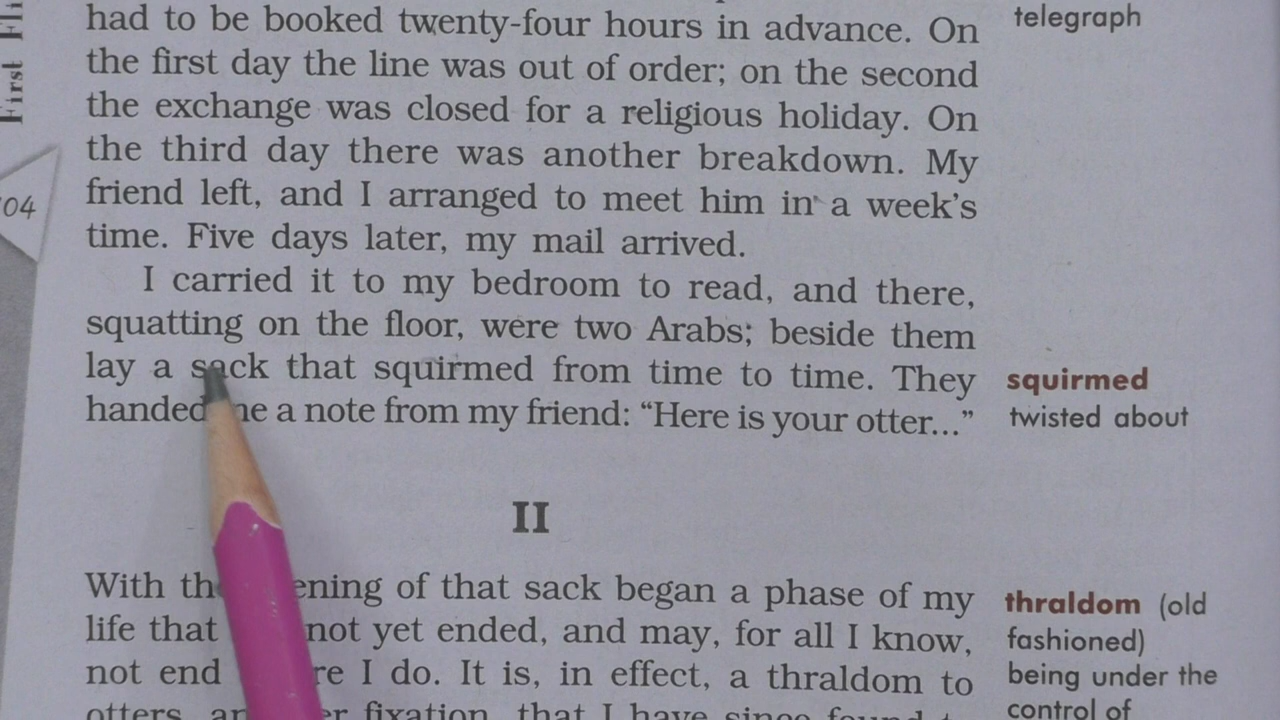 had to be booked twenty-four hours in advance. On
the first day the line was out of order; on the second
the exchange was closed for a religious holiday. On
the third day there was another breakdown. My
friend left, and I arranged to meet him in a week's
time. Five days later, my mail arrived.
I carried it to my bedroom to read, and there,
squatting on the floor, were two Arabs; beside them
lay a sack that squirmed from time to time. They
handed me a note from my friend: “Here is your otter...”
II
With the opening of that sack began a phase of my
life that not yet ended, and may, for all I know,
not end I do. It is, in effect, a thraldom to
otters, fixation, that I have since found
telegraph
squirmed
twisted about
thraldom (old
fashioned)
being under the
control of
First
04